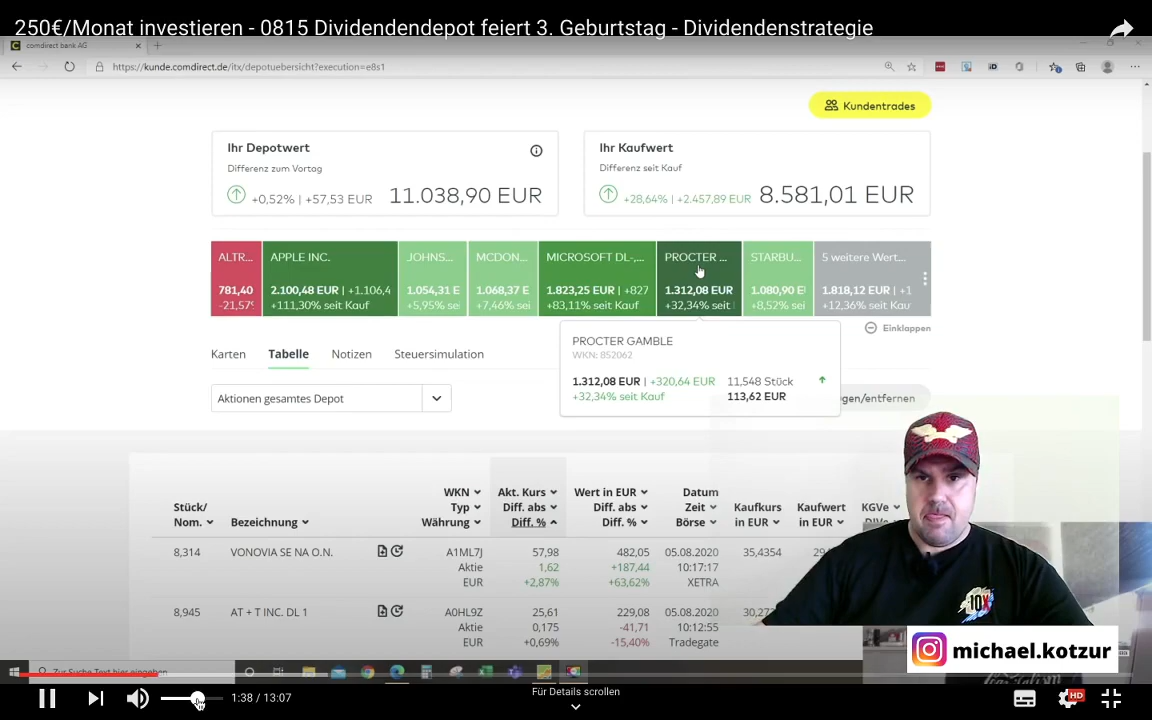 250€/Monat investieren - 0815 Dividendendepot feiert 3. Geburtstag - Dividendenstrategie
comdirect bank AG
https://kunde.comdirect.de/itx/depotuebersicht?execution=e8s1
Kundentrades
Ihr Depotwert
Differenz zum Vortag
+0,52% | +57,53 EUR 11.038,90 EUR
Ihr Kaufwert
Differenz seit Kauf
+28,64% | +2.457,89 EUR 8.581,01 EUR
ALTR... APPLE INC. JOHNS... MCDON... MICROSOFT DL-,... PROCTER ... STARBU... 5 weitere Wert...
781,40 2.100,48 EUR | +1.106,4 1.054,31 E 1.068,37 E 1.823,25 EUR | +827 1.312,08 EUR 1.080,90 E 1.818,12 EUR | +1
-21,57% +111,30% seit Kauf +5,95% sei +7,46% sei +83,11% seit Kauf +32,34% seit +8,52% sei +12,36% seit Kau
Einklappen
Karten Tabelle Notizen Steuersimulation
PROCTER GAMBLE
WKN: 852062
1.312,08 EUR | +320,64 EUR 11,548 Stück
+32,34% seit Kauf 113,62 EUR
Aktionen gesamtes Depot
gen/entfernen
Stück/
Nom. Bezeichnung
WKN
Typ
Währung
Akt. Kurs
Diff. abs
Diff. %
Wert in EUR
Diff. abs
Diff. %
Datum
Zeit
Börse
Kaufkurs
in EUR
Kaufwert
in EUR
KGVe
8,314 VONOVIA SE NA O.N. A1ML7J 57,98 482,05 05.08.2020 35,4354
Aktie 1,62 +187,44 10:17:17
EUR +2,87% +63,62% XETRA
8,945 AT + T INC. DL 1 A0HL9Z 25,61 229,08 05.08.2020
Aktie 0,175 -41,71 10:12:55
EUR +0,69% -15,40% Tradegate
10X
michael.kotzur
Zur Suche Text hier eingeben
1:38 / 13:07
Für Details scrollen
HD